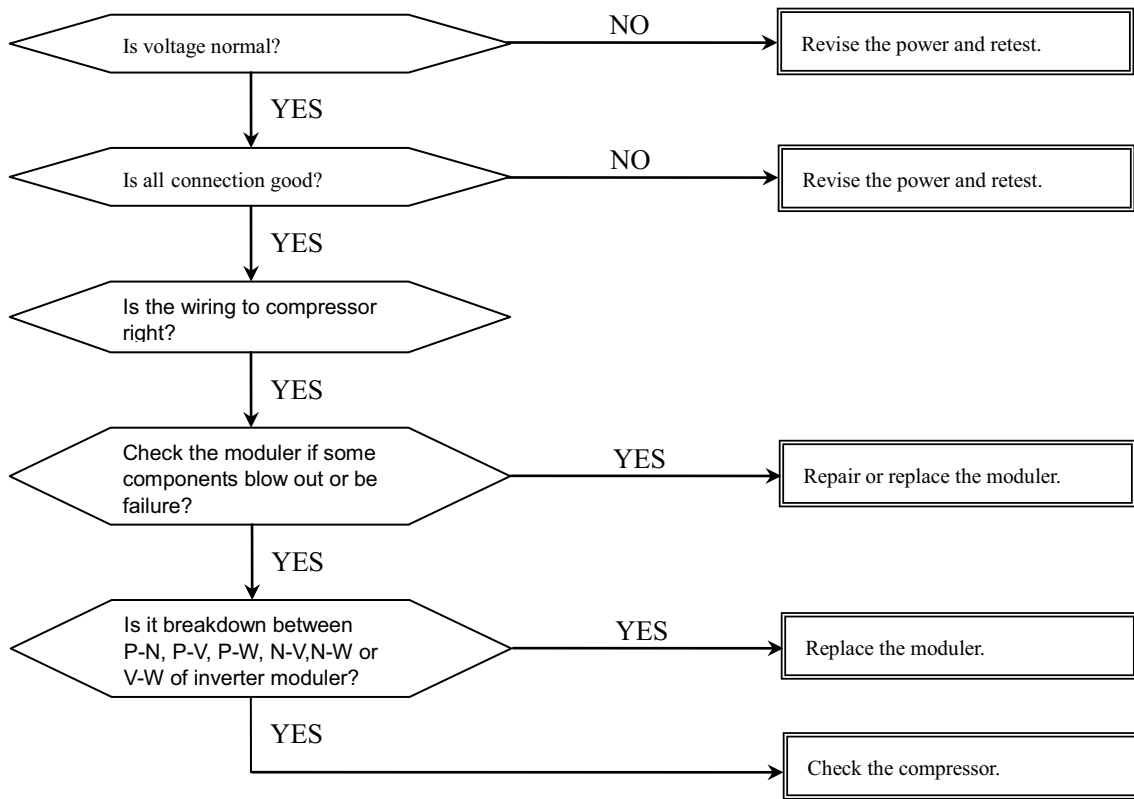 Is voltage normal?
NO
Revise the power and retest.
YES
Is all connection good?
NO
Revise the power and retest.
YES
Is the wiring to compressor
right?
YES
Check the moduler if some
components blow out or be
failure?
YES
Repair or replace the moduler.
YES
Is it breakdown between
P-N, P-V, P-W, N-V,N-W or
V-W of inverter moduler?
YES
Replace the moduler.
YES
Check the compressor.